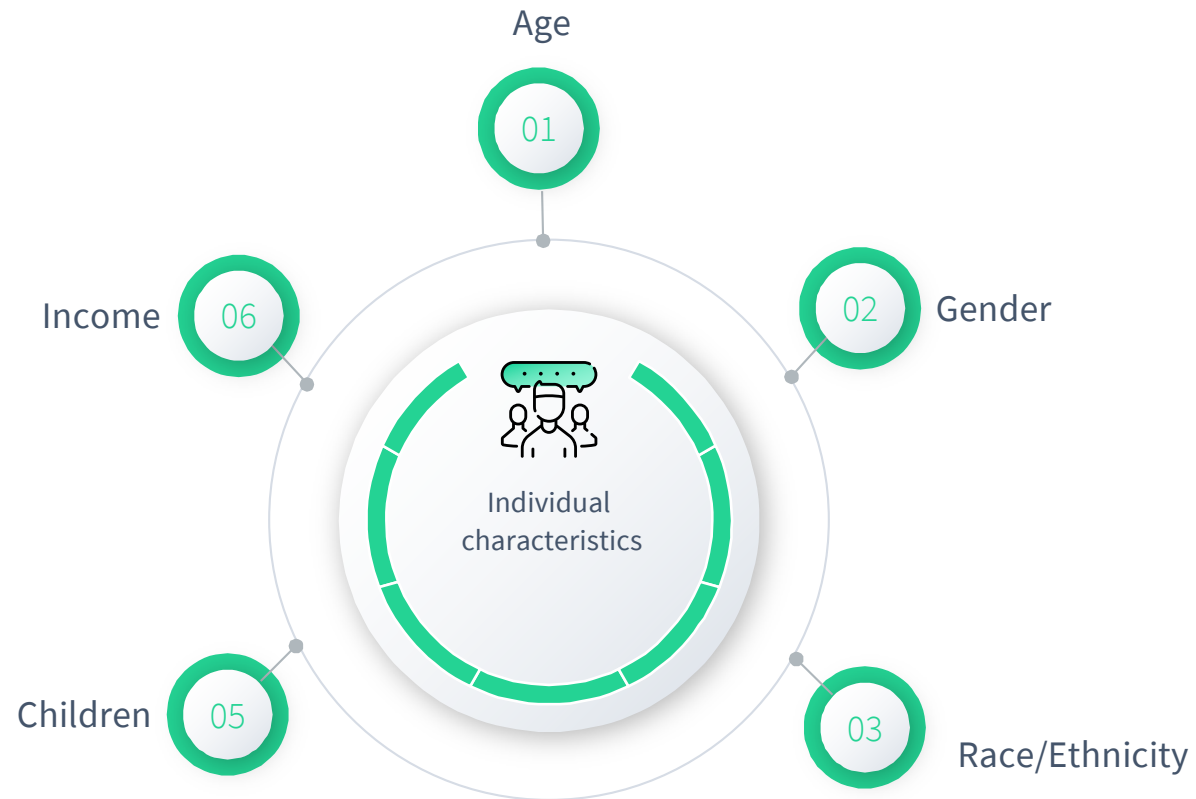 Age
01
02
Gender
Income
06
Individual
characteristics
Children
05
03
Race/Ethnicity